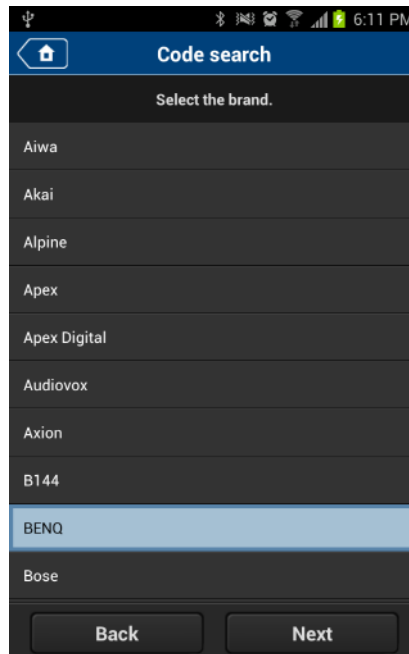 6:11 PM
Code search
Select the brand.
Aiwa
Akai
Alpine
Apex
Apex Digital
Audiovox
Axion
B144
BENQ
Bose
Back Next